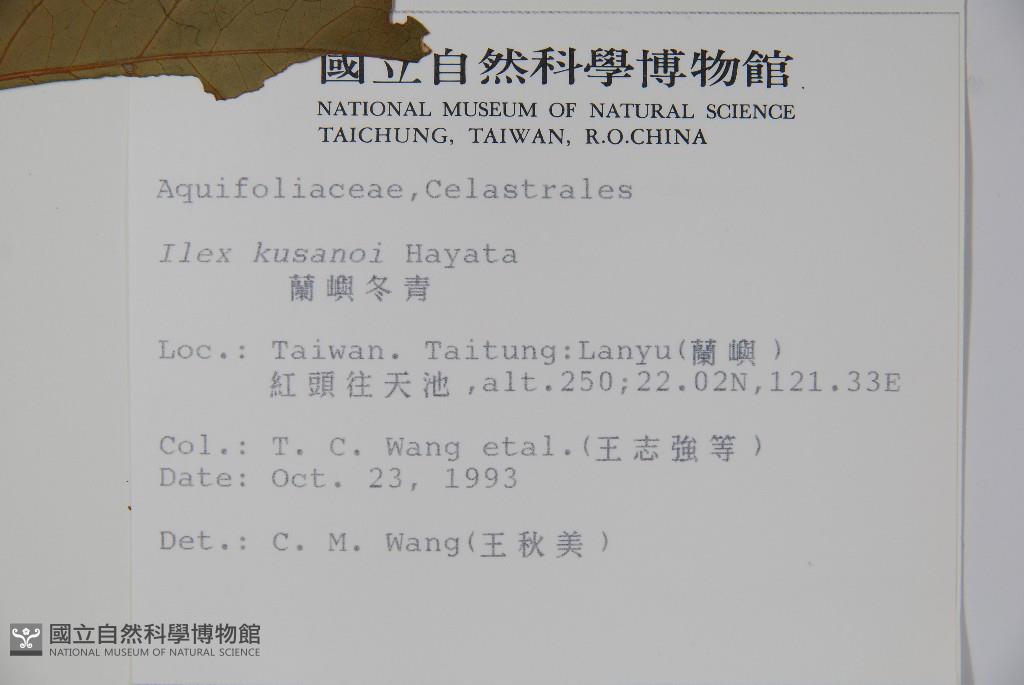 國立自然科學博物館
NATIONAL MUSEUM OF NATURAL SCIENCE
TAICHUNG, TAIWAN, R.O.CHINA
Aquifoliaceae,Celastrales
Ilex kusanoi Hayata
蘭嶼冬青
Loc.: Taiwan. Taitung:Lanyu(蘭嶼)
紅頭往天池,alt.250;22.02N,121.33E
Col.: T. C. Wang etal.(王志強等)
Date: Oct. 23, 1993
Det.: C. M. Wang(王秋美)
國立自然科學博物館
NATIONAL MUSEUM OF NATURAL SCIENCE